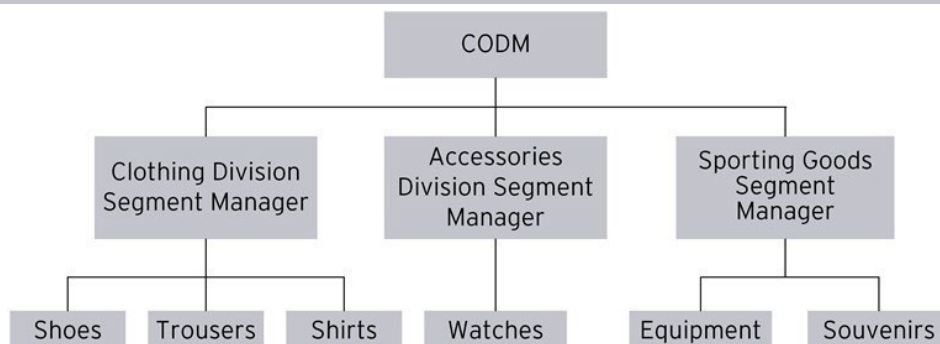 CODM
Clothing Division
Segment Manager
Accessories
Division Segment
Manager
Sporting Goods
Segment
Manager
Shoes
Trousers
Shirts
Watches
Equipment
Souvenirs